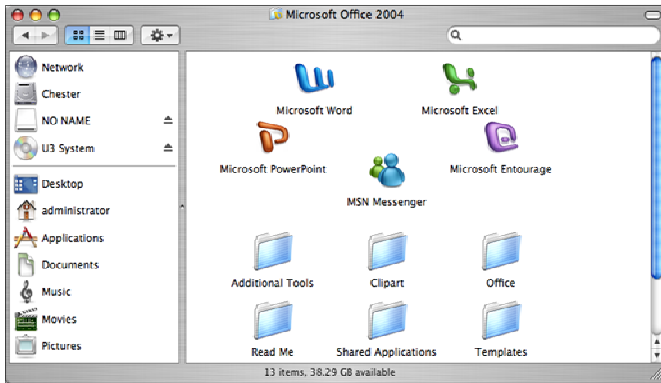 Microsoft Office 2004
Network
Chester
NO NAME
U3 System
Desktop
administrator
Applications
Documents
Music
Movies
Pictures
Microsoft Word
Microsoft Excel
Microsoft PowerPoint
Microsoft Entourage
MSN Messenger
Additional Tools
Clipart
Office
Read Me
Shared Applications
Templates
13 items, 38.29 GB available